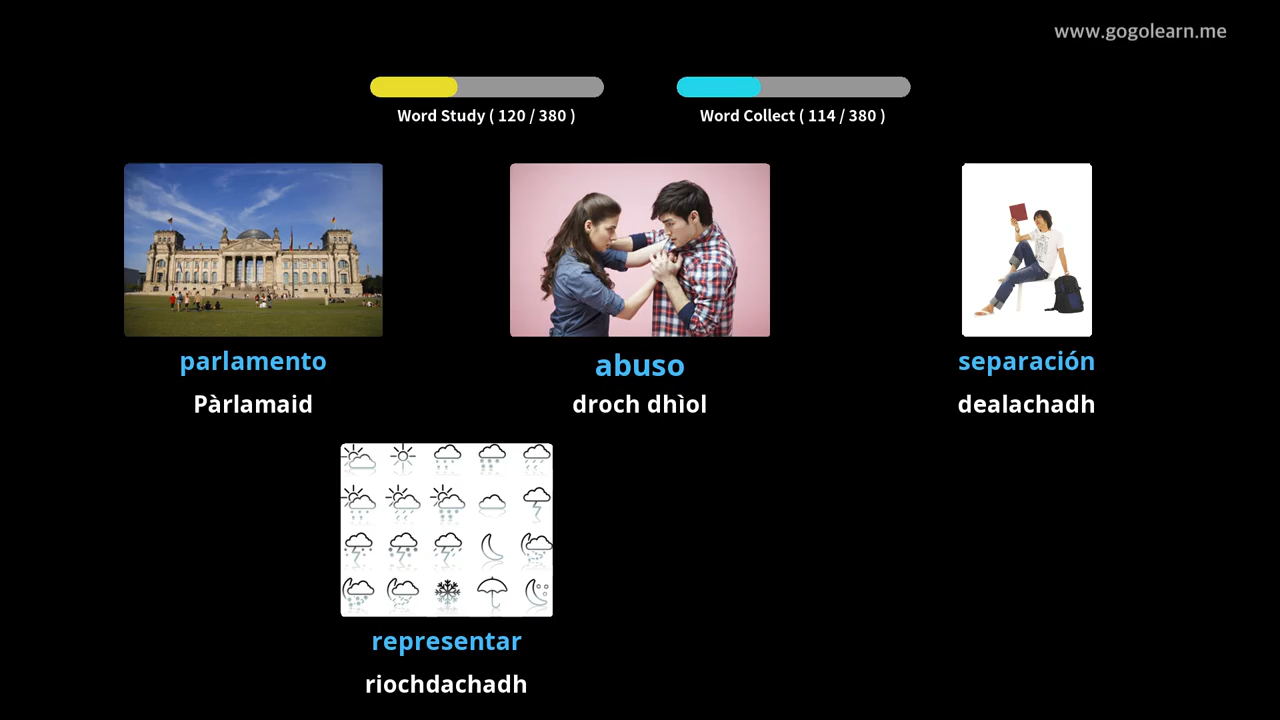 www.gogolearn.me
Word Study ( 120 / 380 )
Word Collect ( 114 / 380 )
parlamento
Pàrlamaid
abuso
droch dhìol
separación
dealachadh
representar
riochdachadh